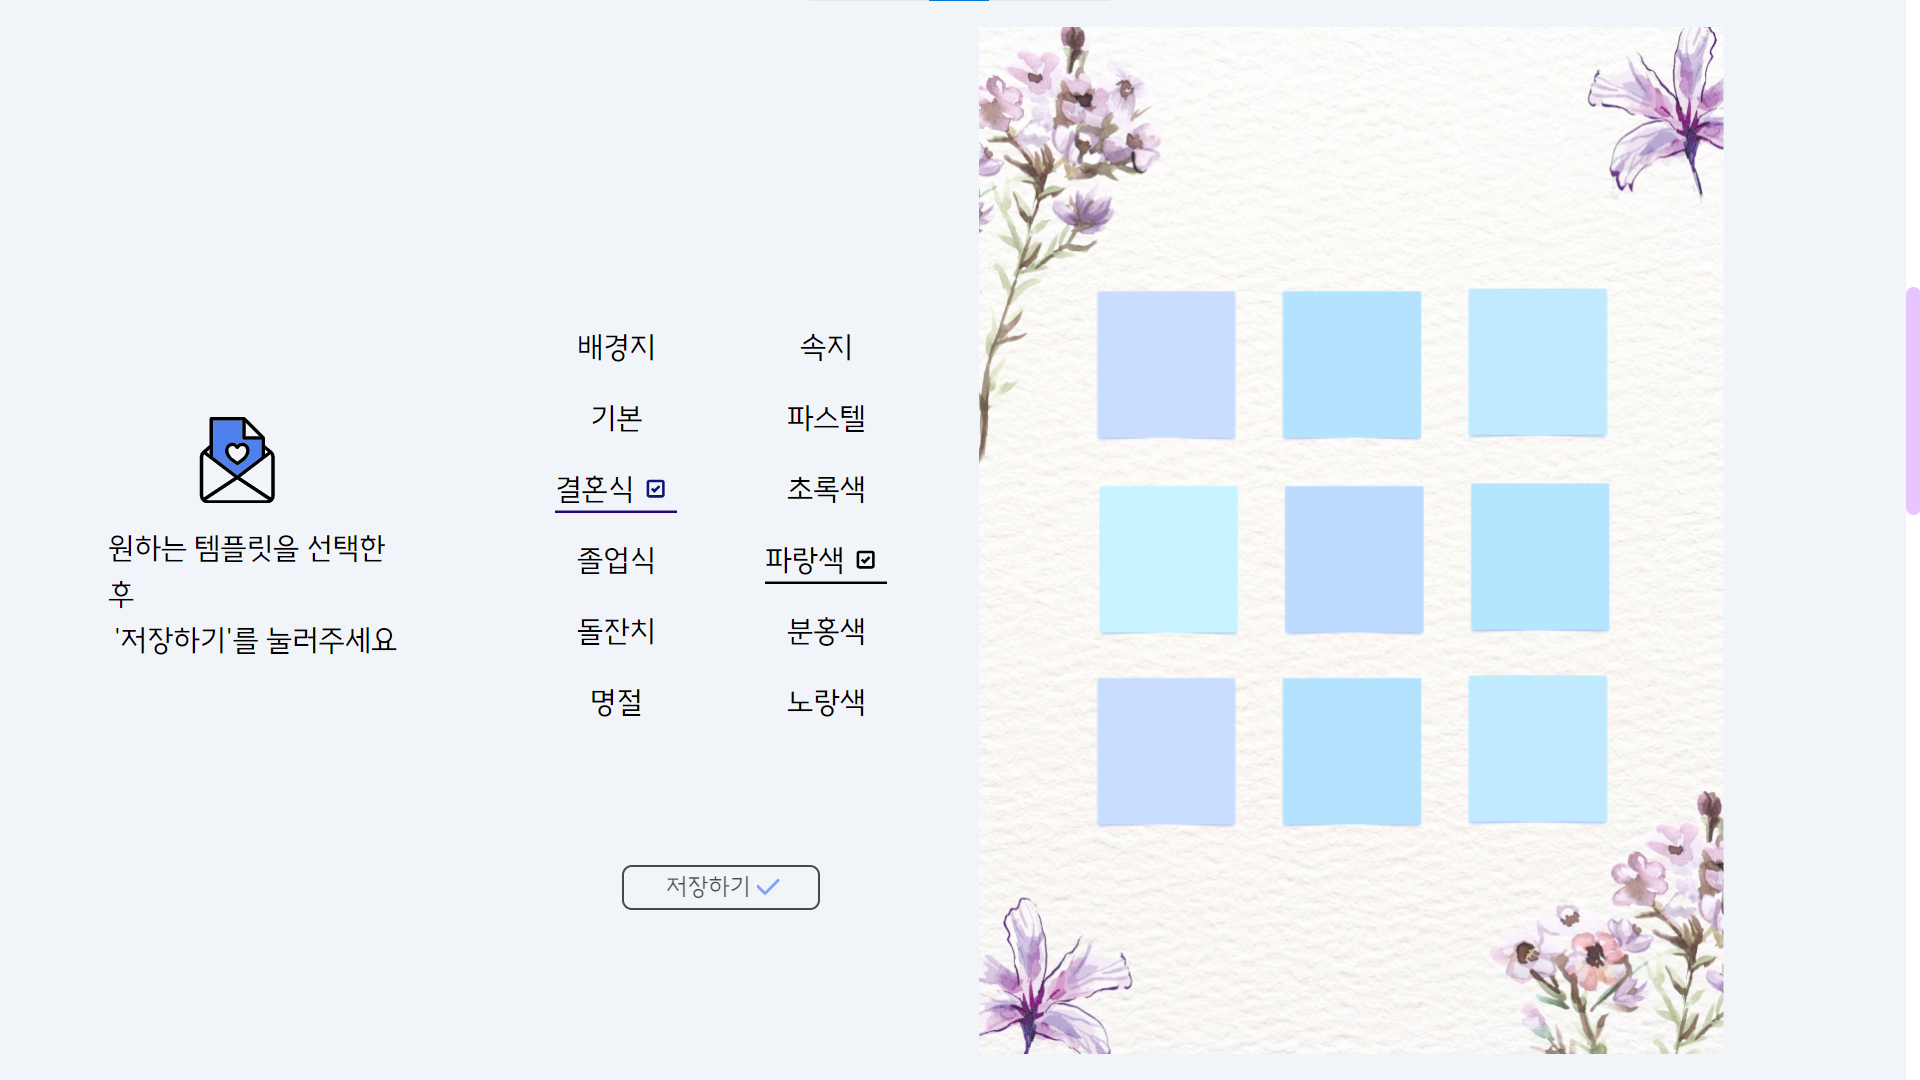 원하는 템플릿을 선택한
후
'저장하기'를 눌러주세요
배경지
기본
결혼식
졸업식
돌잔치
명절
속지
파스텔
초록색
파랑색
분홍색
노랑색
저장하기